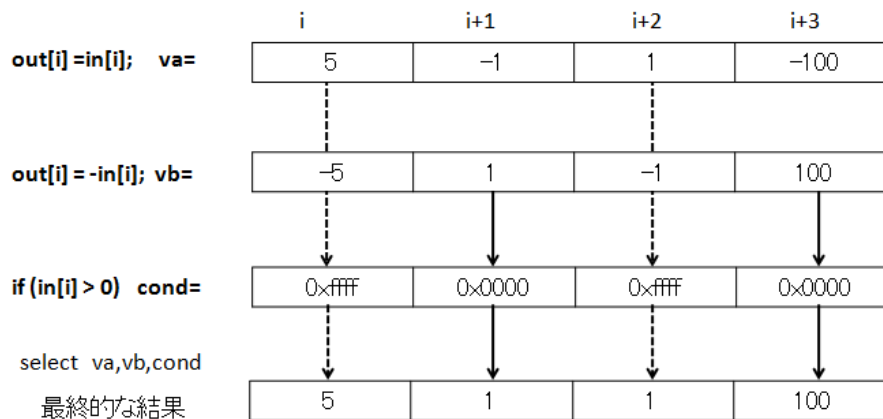 i i+1 i+2 i+3
out[i] =in[i]; va= 5 −1 1 −100
out[i] = -in[i]; vb= −5 1 −1 100
if (in[i] > 0) cond= 0xffff 0x0000 0xffff 0x0000
select va,vb,cond
最終的な結果 5 1 1 100